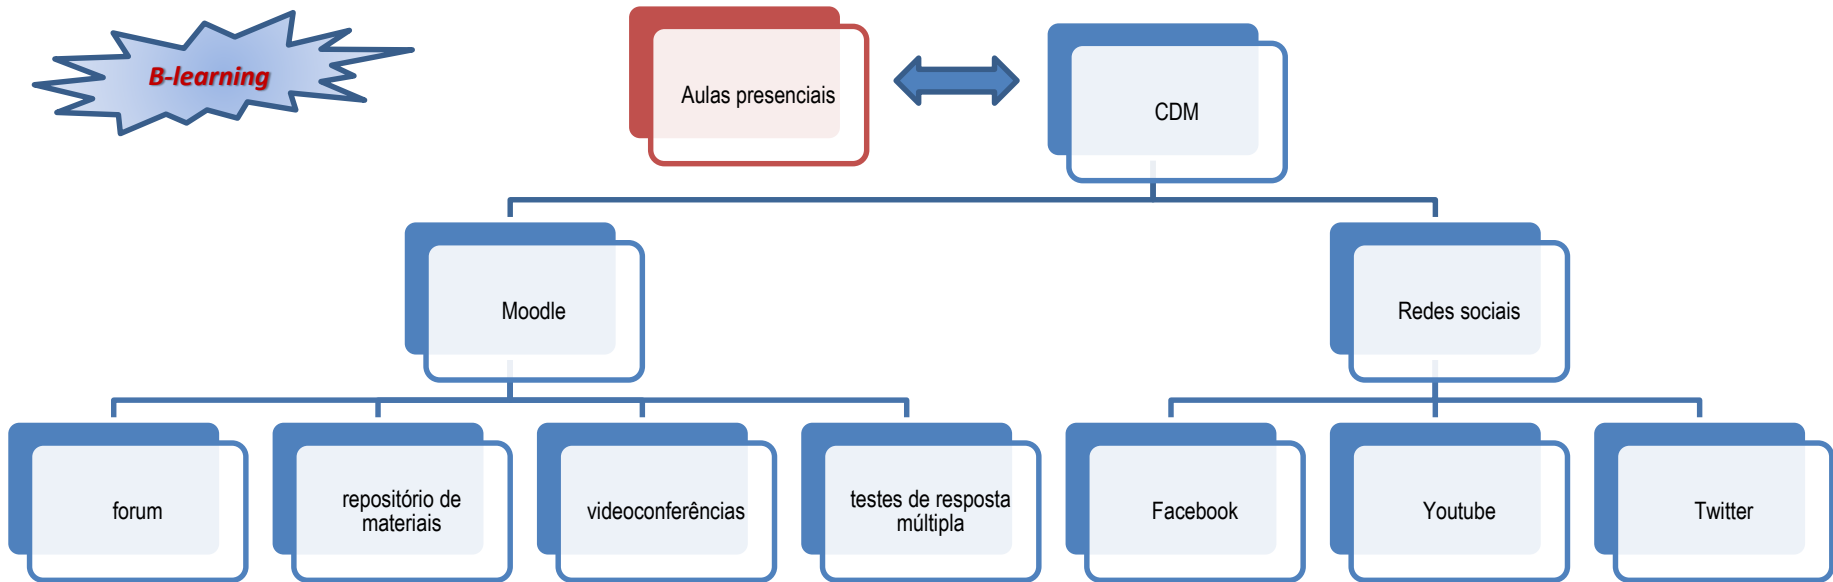 B-learning
Aulas presenciais
CDM
Moodle
Redes sociais
forum
repositório de
materiais
videoconferências
testes de resposta
múltipla
Facebook
Youtube
Twitter